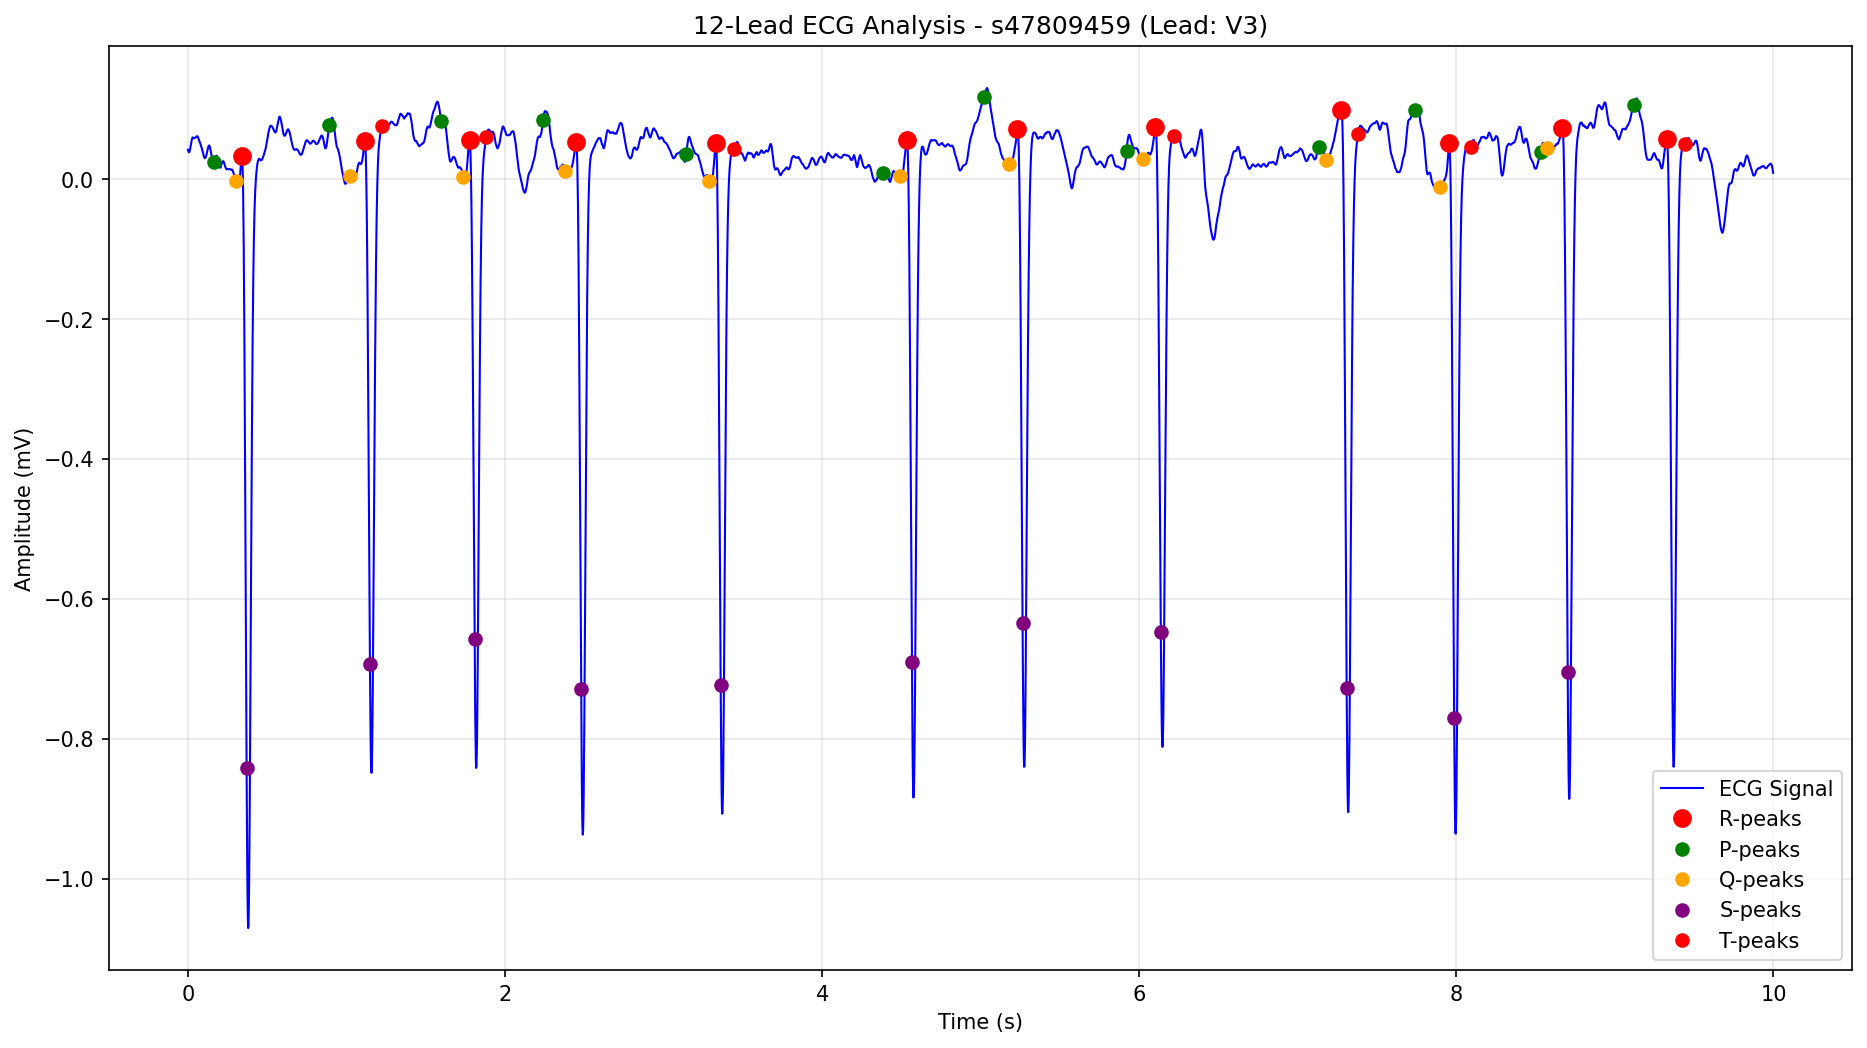 12-Lead ECG Analysis - s47809459 (Lead: V3)
Amplitude (mV)
0.0
−0.2
−0.4
−0.6
−0.8
−1.0
0
2
4
6
8
10
Time (s)
ECG Signal
R-peaks
P-peaks
Q-peaks
S-peaks
T-peaks